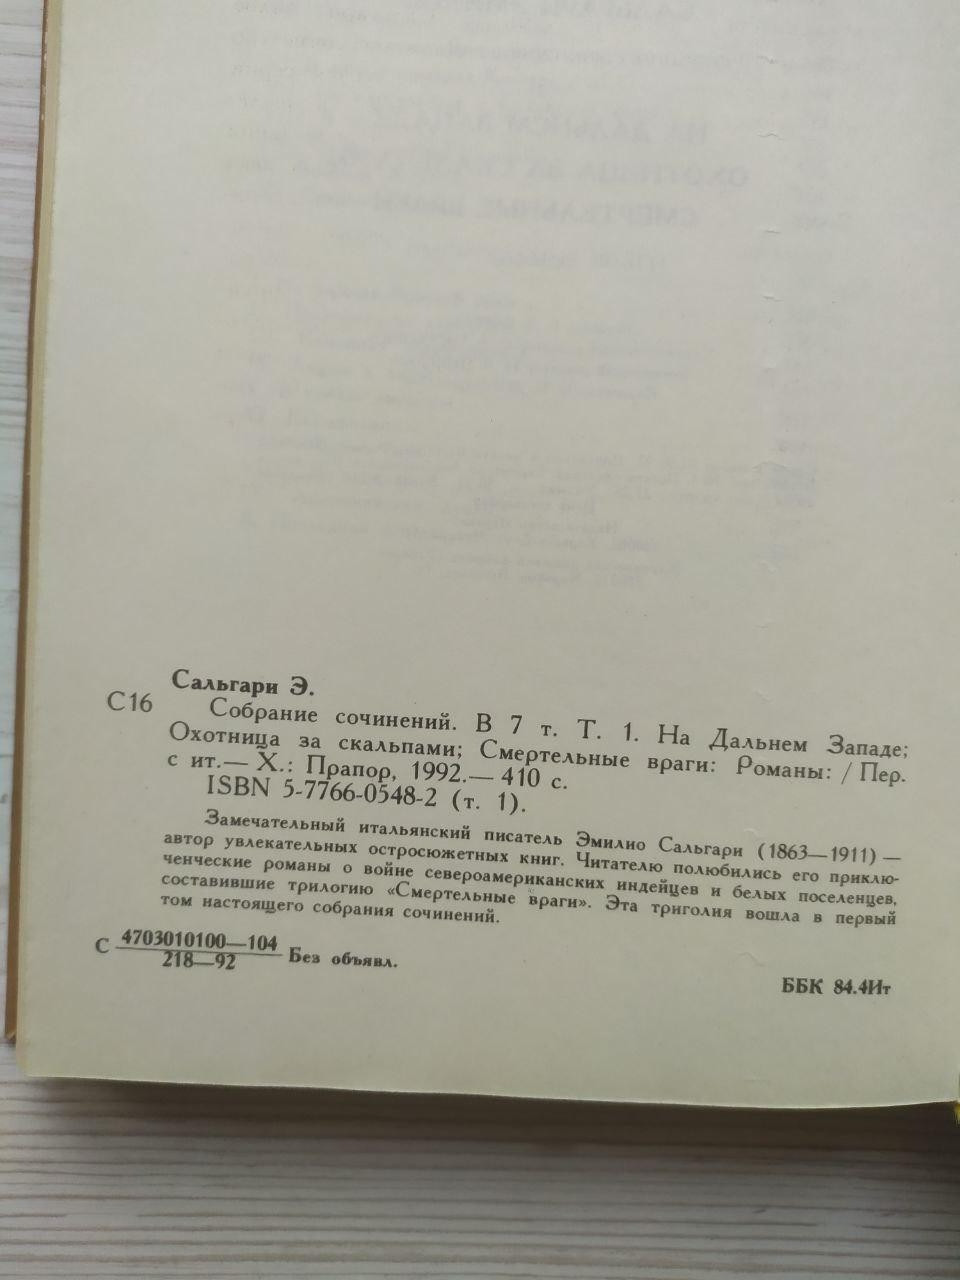 Сальгари Э.
С16
Собрание сочинений. В 7 т. Т. 1. На Дальнем Западе;
Охотница за скальпами; Смертельные враги: Романы: / Пер.
с ит.— Х.: Прапор, 1992.— 410 с.
ISBN 5-7766-0548-2 (т. 1).
Замечательный итальянский писатель Эмилио Сальгари (1863—1911) —
автор увлекательных остросюжетных книг. Читателю полюбились его приклю-
ченческие романы о войне североамериканских индейцев и белых поселенцев,
составившие трилогию «Смертельные враги». Эта триголия вошла в первый
том настоящего собрания сочинений.
С 4703010100—104
218—92
Без объявл.
ББК 84.4Ит